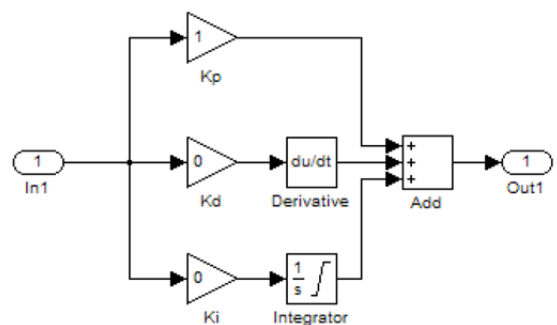 1
Kp
+
1
In1
0
Kd
du/dt
Derivative
+
+
Add
1
Out1
0
Ki
1
s
Integrator